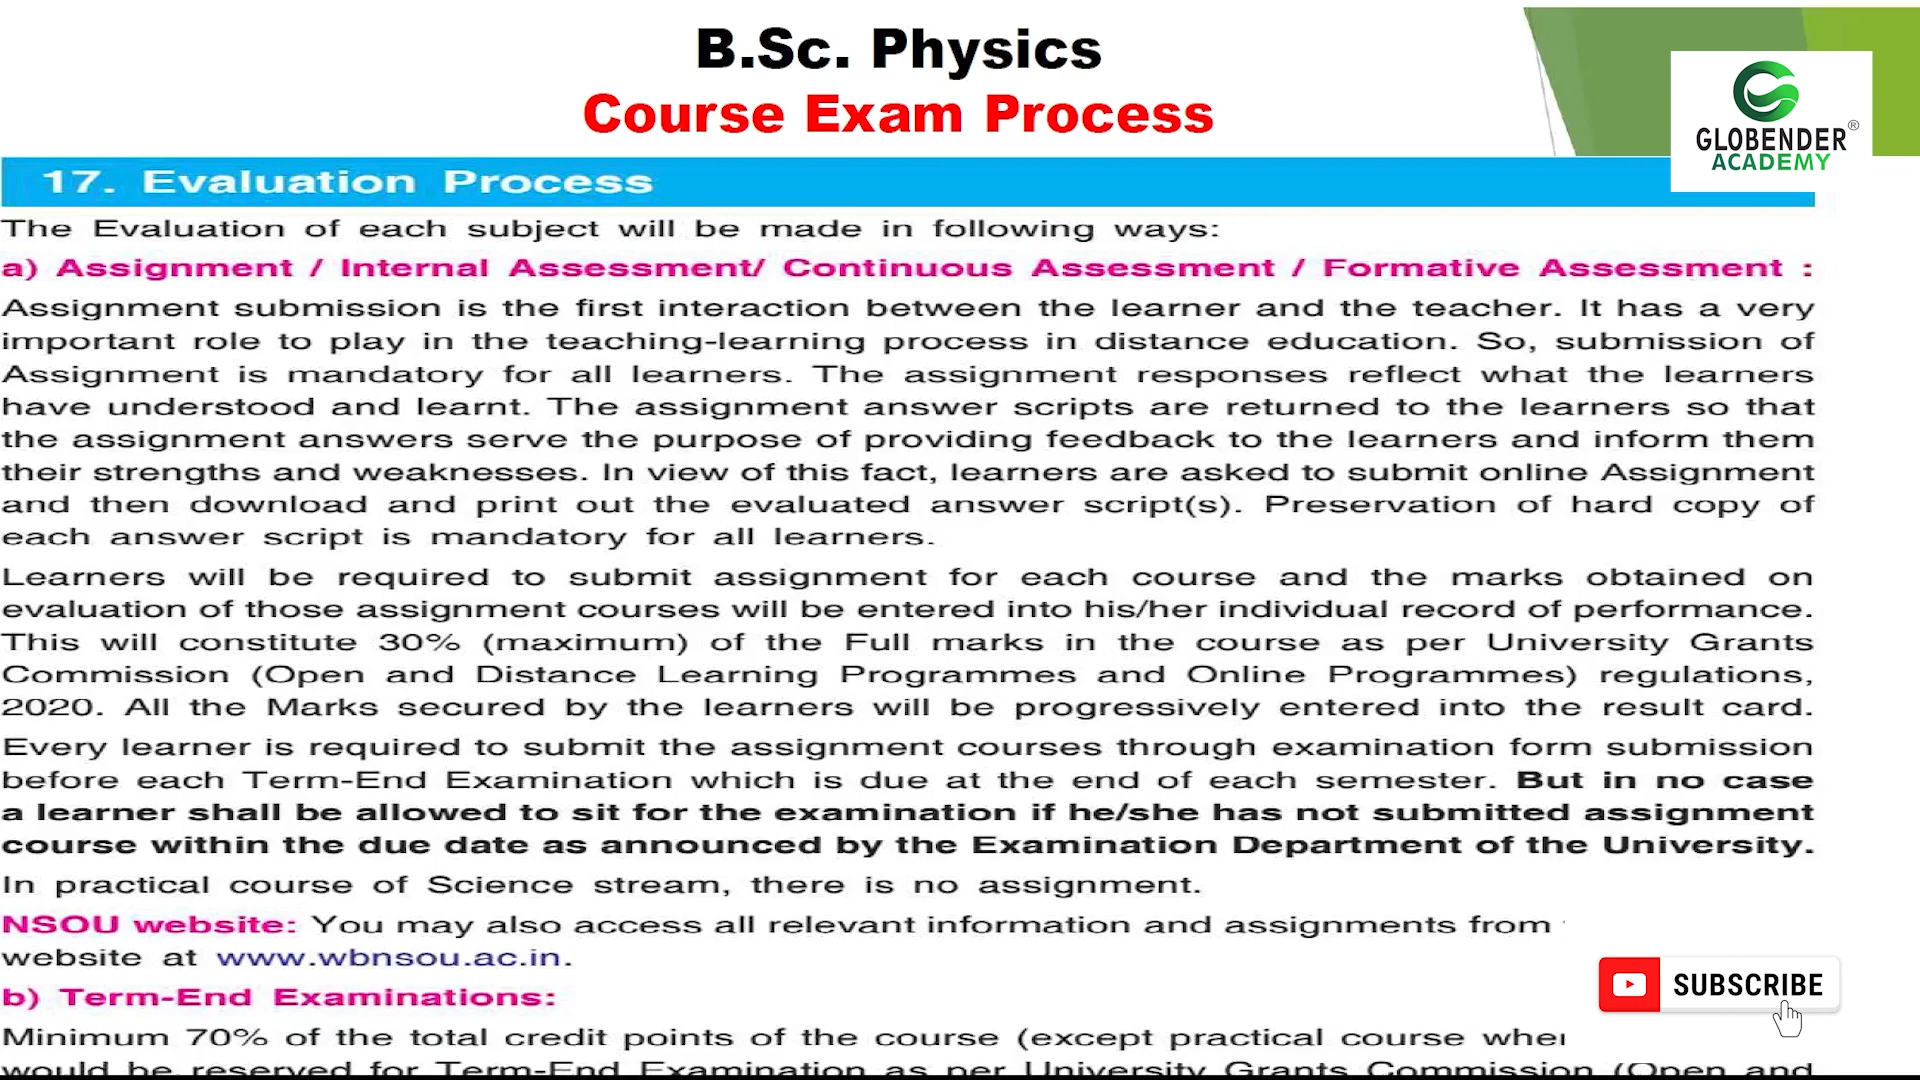 B.Sc. Physics
Course Exam Process
GLOBENDER®
ACADEMY
17. Evaluation Process
The Evaluation of each subject will be made in following ways:
a) Assignment / Internal Assessment/ Continuous Assessment / Formative Assessment :
Assignment submission is the first interaction between the learner and the teacher. It has a very
important role to play in the teaching-learning process in distance education. So, submission of
Assignment is mandatory for all learners. The assignment responses reflect what the learners
have understood and learnt. The assignment answer scripts are returned to the learners so that
the assignment answers serve the purpose of providing feedback to the learners and inform them
their strengths and weaknesses. In view of this fact, learners are asked to submit online Assignment
and then download and print out the evaluated answer script(s). Preservation of hard copy of
each answer script is mandatory for all learners.
Learners will be required to submit assignment for each course and the marks obtained on
evaluation of those assignment courses will be entered into his/her individual record of performance.
This will constitute 30% (maximum) of the Full marks in the course as per University Grants
Commission (Open and Distance Learning Programmes and Online Programmes) regulations,
2020. All the Marks secured by the learners will be progressively entered into the result card.
Every learner is required to submit the assignment courses through examination form submission
before each Term-End Examination which is due at the end of each semester. But in no case
a learner shall be allowed to sit for the examination if he/she has not submitted assignment
course within the due date as announced by the Examination Department of the University.
In practical course of Science stream, there is no assignment.
NSOU website: You may also access all relevant information and assignments from
website at www.wbnsou.ac.in.
b) Term-End Examinations:
Minimum 70% of the total credit points of the course (except practical course
would be reserved for Term-End Examination as per University Grants Commission (Open and
SUBSCRIBE